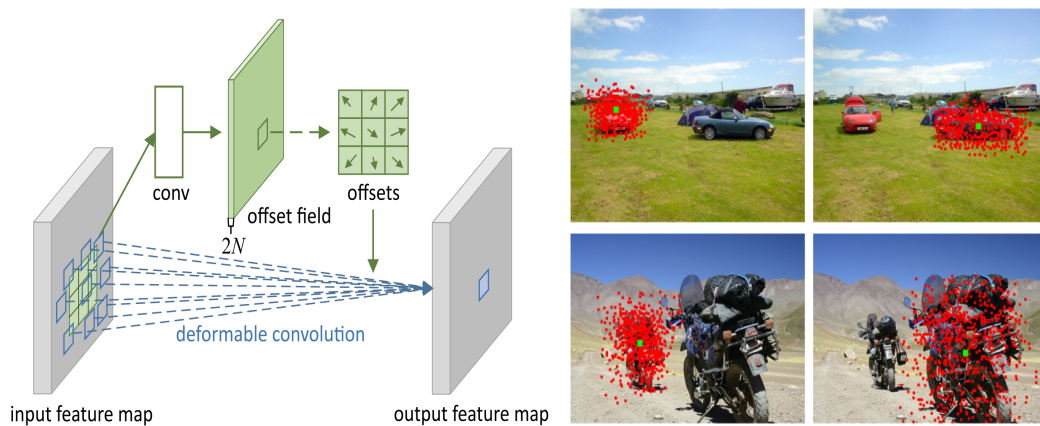 conv
offset field
2N
offsets
deformable convolution
input feature map
output feature map